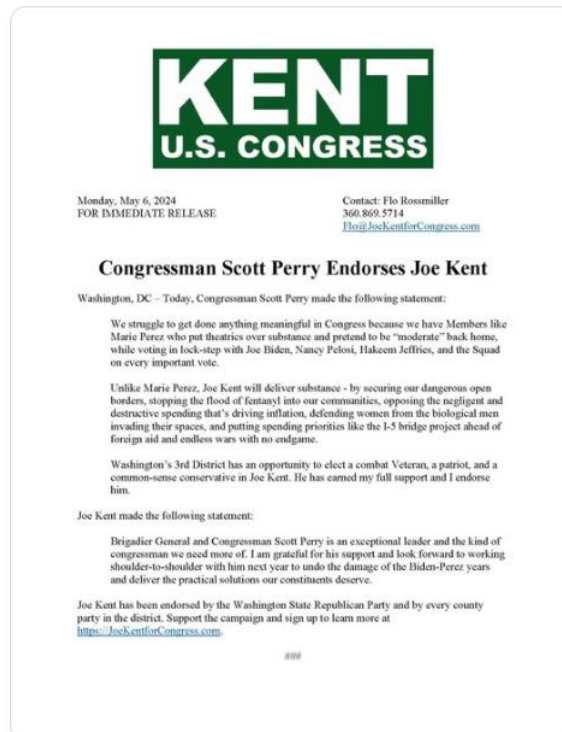 KENT
U.S. CONGRESS
Monday, May 6, 2024
FOR IMMEDIATE RELEASE
Contact: Flo Rossmiller
360.869.5714
Flo@JoeKentforCongress.com
Congressman Scott Perry Endorses Joe Kent
Washington, DC – Today, Congressman Scott Perry made the following statement:
We struggle to get done anything meaningful in Congress because we have Members like
Marie Perez who put theatrics over substance and pretend to be “moderate” back home,
while voting in lock-step with Joe Biden, Nancy Pelosi, Hakeem Jeffries, and the Squad
on every important vote.
Unlike Marie Perez, Joe Kent will deliver substance - by securing our dangerous open
borders, stopping the flood of fentanyl into our communities, opposing the negligent and
destructive spending that’s driving inflation, defending women from the biological men
invading their spaces, and putting spending priorities like the I-5 bridge project ahead of
foreign aid and endless wars with no endgame.
Washington’s 3rd District has an opportunity to elect a combat Veteran, a patriot, and a
common-sense conservative in Joe Kent. He has earned my full support and I endorse
him.
Joe Kent made the following statement:
Brigadier General and Congressman Scott Perry is an exceptional leader and the kind of
congressman we need more of. I am grateful for his support and look forward to working
shoulder-to-shoulder with him next year to undo the damage of the Biden-Perez years
and deliver the practical solutions our constituents deserve.
Joe Kent has been endorsed by the Washington State Republican Party and by every county
party in the district. Support the campaign and sign up to learn more at
https://JoeKentforCongress.com.
###